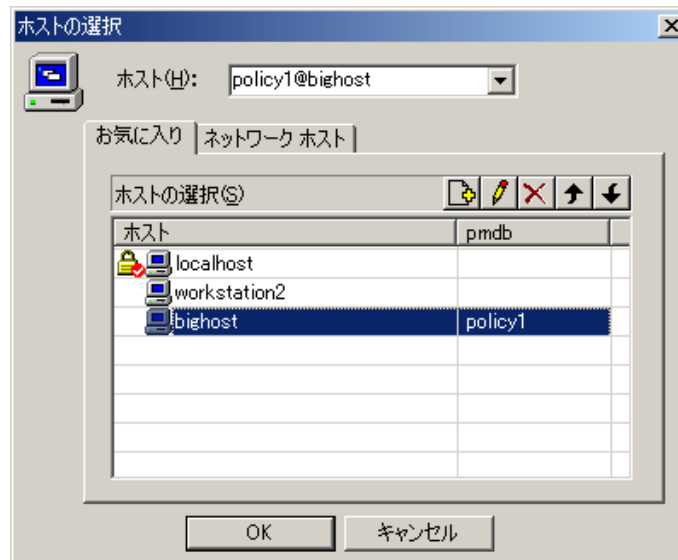 ホストの選択
ホスト(H): policy1@bighost
お気に入り ネットワーク ホスト
ホストの選択(S)
ホスト pmdb
localhost
workstation2
bighost policy1
OK キャンセル